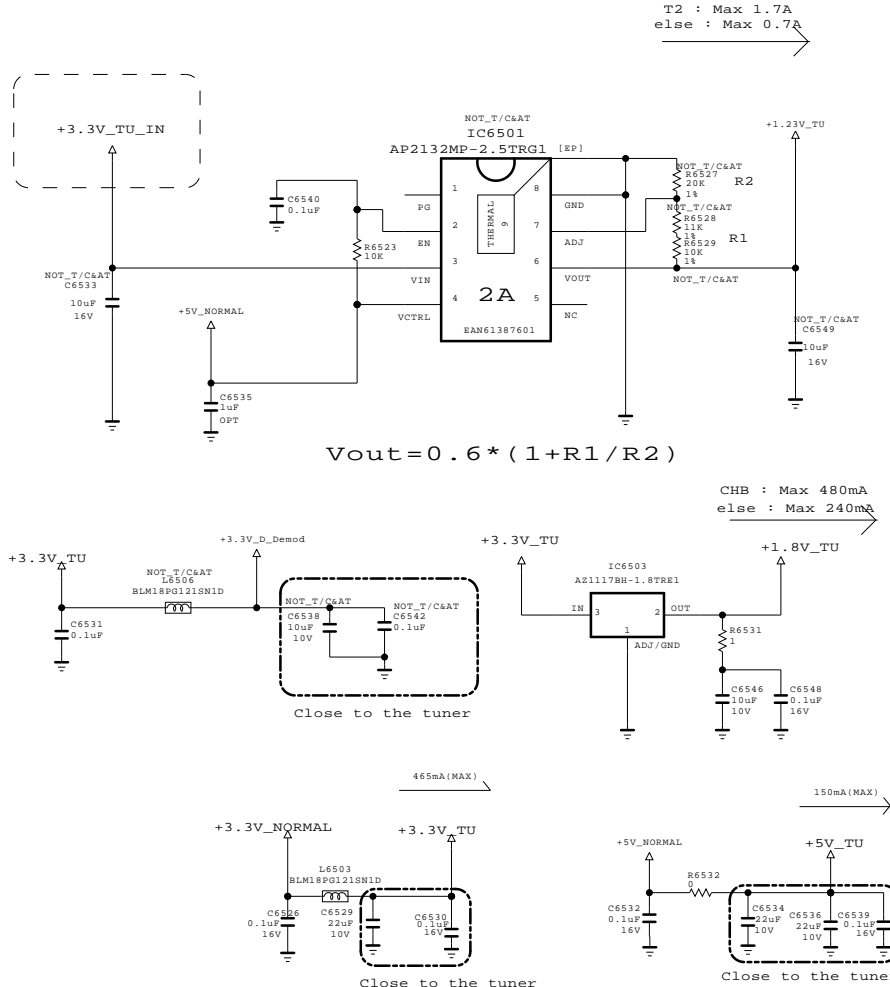 T2 : Max 1.7A
else : Max 0.7A
+3.3V_TU_IN
NOT_T/C&AT
IC6501
AP2132MP-2.5TRG1
[EP]
+1.23V_TU
C6540
0.1uF
R6523
10K
1
PG
2
EN
3
VIN
4
VCTRL
THERMAL
9
8
GND
7
ADJ
6
VOUT
5
NC
2A
EAN61387601
NOT_T/C&AT
R6527
20K
1%
R2
NOT_T/C&AT
R6528
11K
1%
R1
R6529
10K
1%
NOT_T/C&AT
NOT_T/C&AT
C6533
10uF
16V
+5V_NORMAL
C6535
1uF
OPT
NOT_T/C&AT
C6549
10uF
16V
Vout=0.6*(1+R1/R2)
+3.3V_TU
NOT_T/C&AT
L6506
BLM18PG121SN1D
+3.3V_D_Demod
C6531
0.1uF
NOT_T/C&AT
C6538
10uF
10V
NOT_T/C&AT
C6542
0.1uF
Close to the tuner
CHB : Max 480mA
else : Max 240mA
+3.3V_TU
IC6503
AZ1117BH-1.8TRE1
+1.8V_TU
IN
3
2
OUT
1
ADJ/GND
R6531
1
C6546
10uF
10V
C6548
0.1uF
16V
465mA(MAX)
+3.3V_NORMAL
+3.3V_TU
L6503
BLM18PG121SN1D
C6526
0.1uF
16V
C6529
22uF
10V
C6530
0.1uF
16V
Close to the tuner
150mA(MAX)
+5V_NORMAL
+5V_TU
R6532
0
C6532
0.1uF
16V
C6534
22uF
10V
C6536
22uF
10V
C6539
0.1uF
16V
Close to the tuner